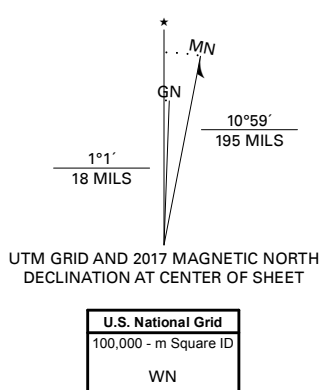 ★
MN
GN
10°59´
195 MILS
1°1´
18 MILS
UTM GRID AND 2017 MAGNETIC NORTH
DECLINATION AT CENTER OF SHEET
U.S. National Grid
100,000 - m Square ID
WN